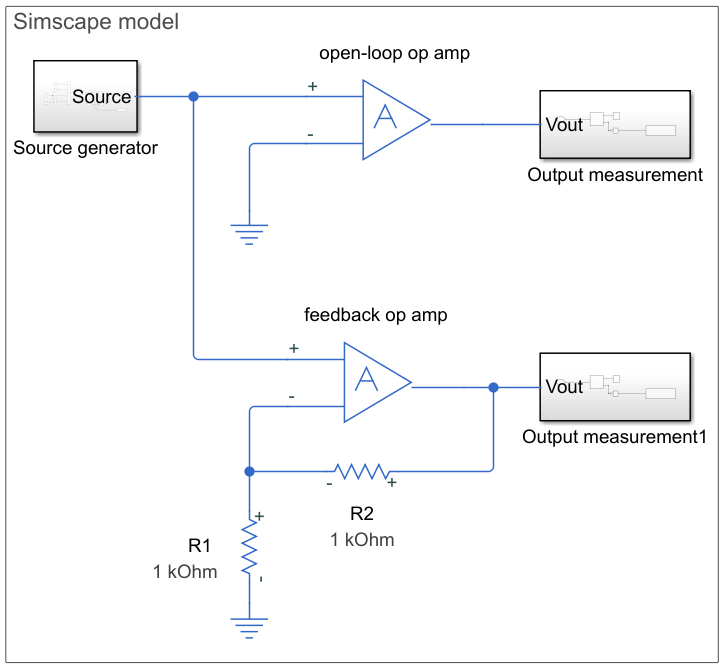 Simscape model
open-loop op amp
Source
+
-
A
Vout
Source generator
Output measurement
feedback op amp
+
-
A
Vout
Output measurement1
-
+
R2
1 kOhm
+
R1
1 kOhm
-